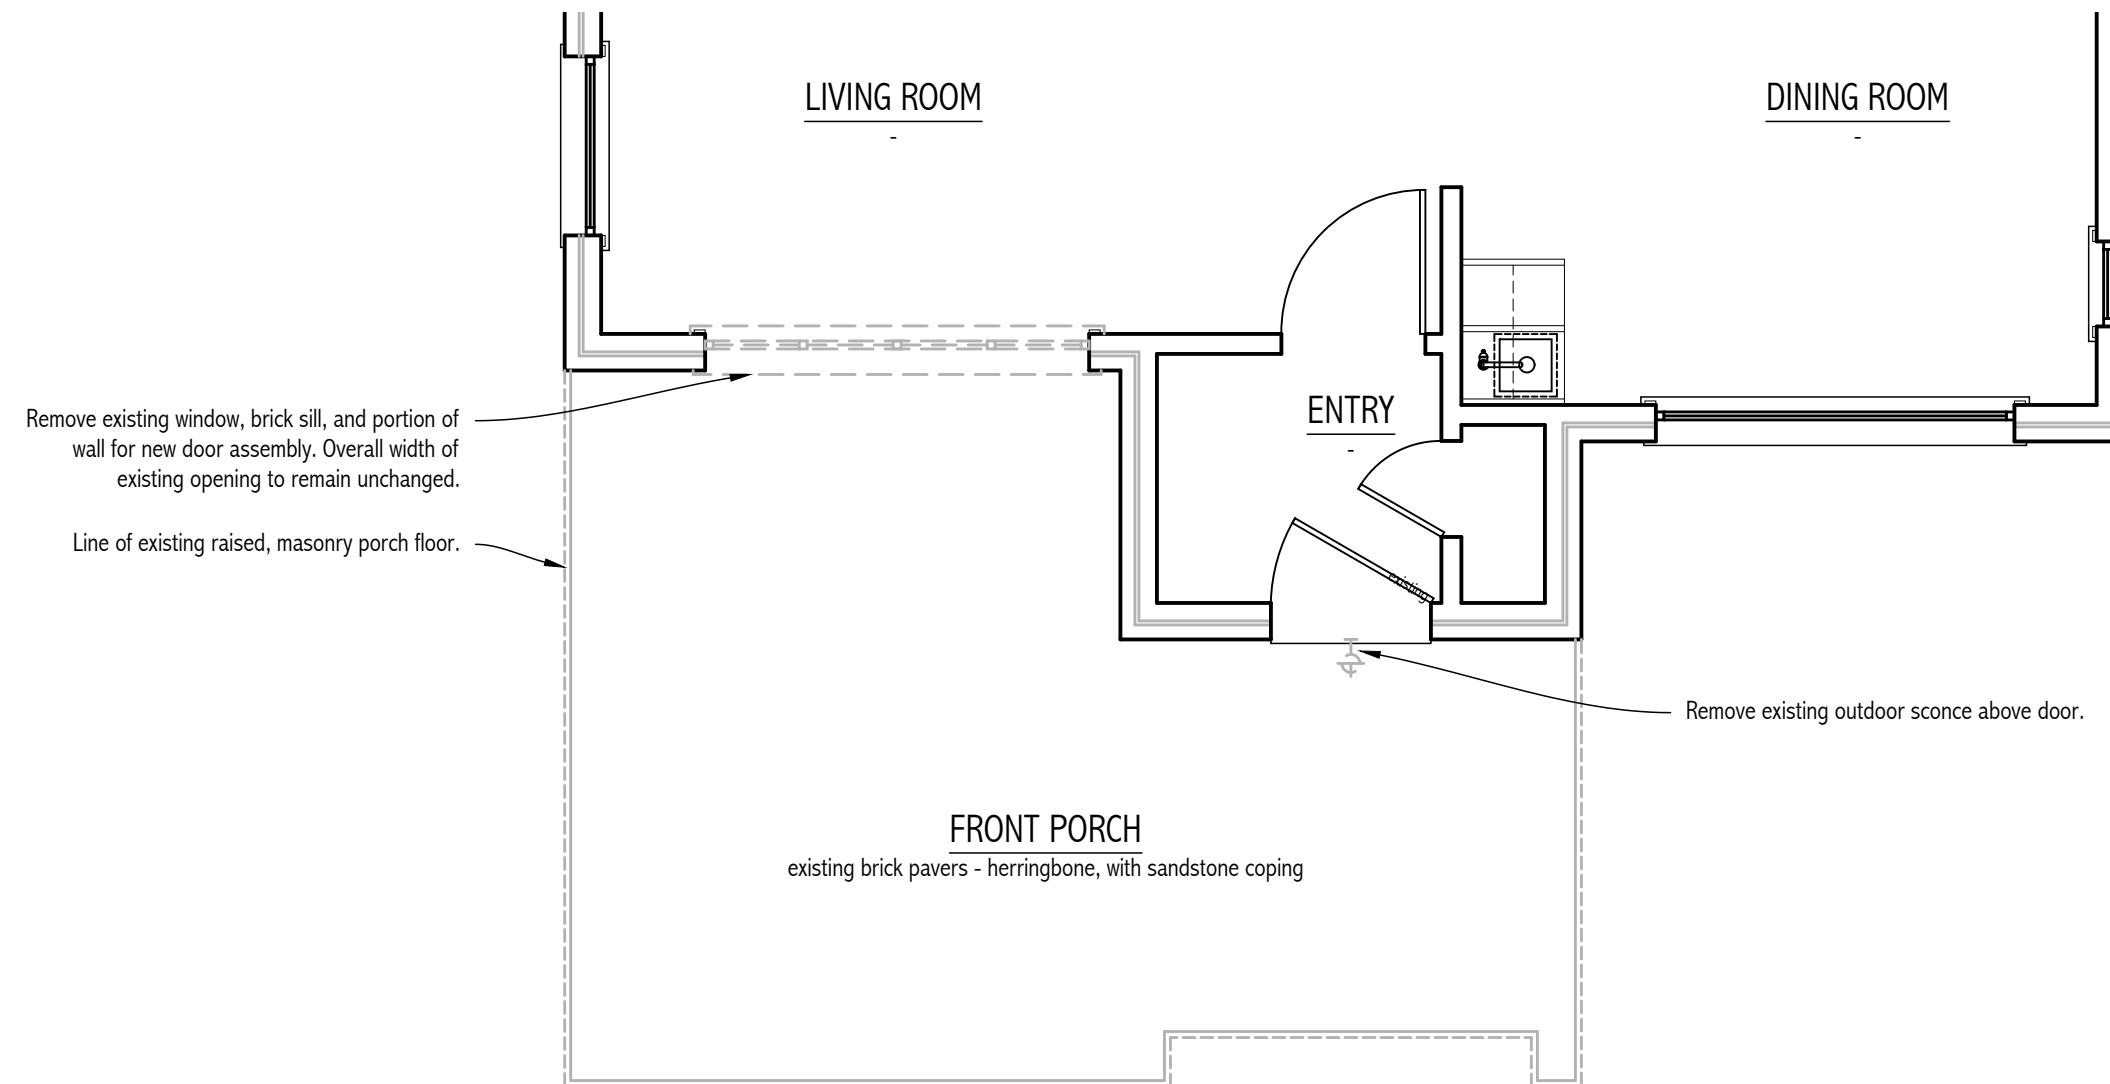 LIVING ROOM
-
DINING ROOM
-
Remove existing window, brick sill, and portion of
wall for new door assembly. Overall width of
existing opening to remain unchanged.
ENTRY
-
Line of existing raised, masonry porch floor.
existing
Remove existing outdoor sconce above door.
FRONT PORCH
existing brick pavers - herringbone, with sandstone coping